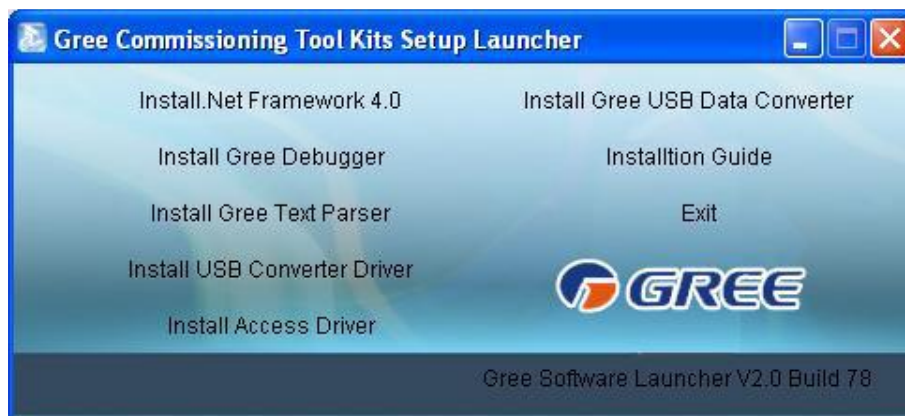 Gree Commissioning Tool Kits Setup Launcher
Install.Net Framework 4.0
Install Gree Debugger
Install Gree Text Parser
Install USB Converter Driver
Install Access Driver
Install Gree USB Data Converter
Installtion Guide
Exit
GREE
Gree Software Launcher V2.0 Build 78